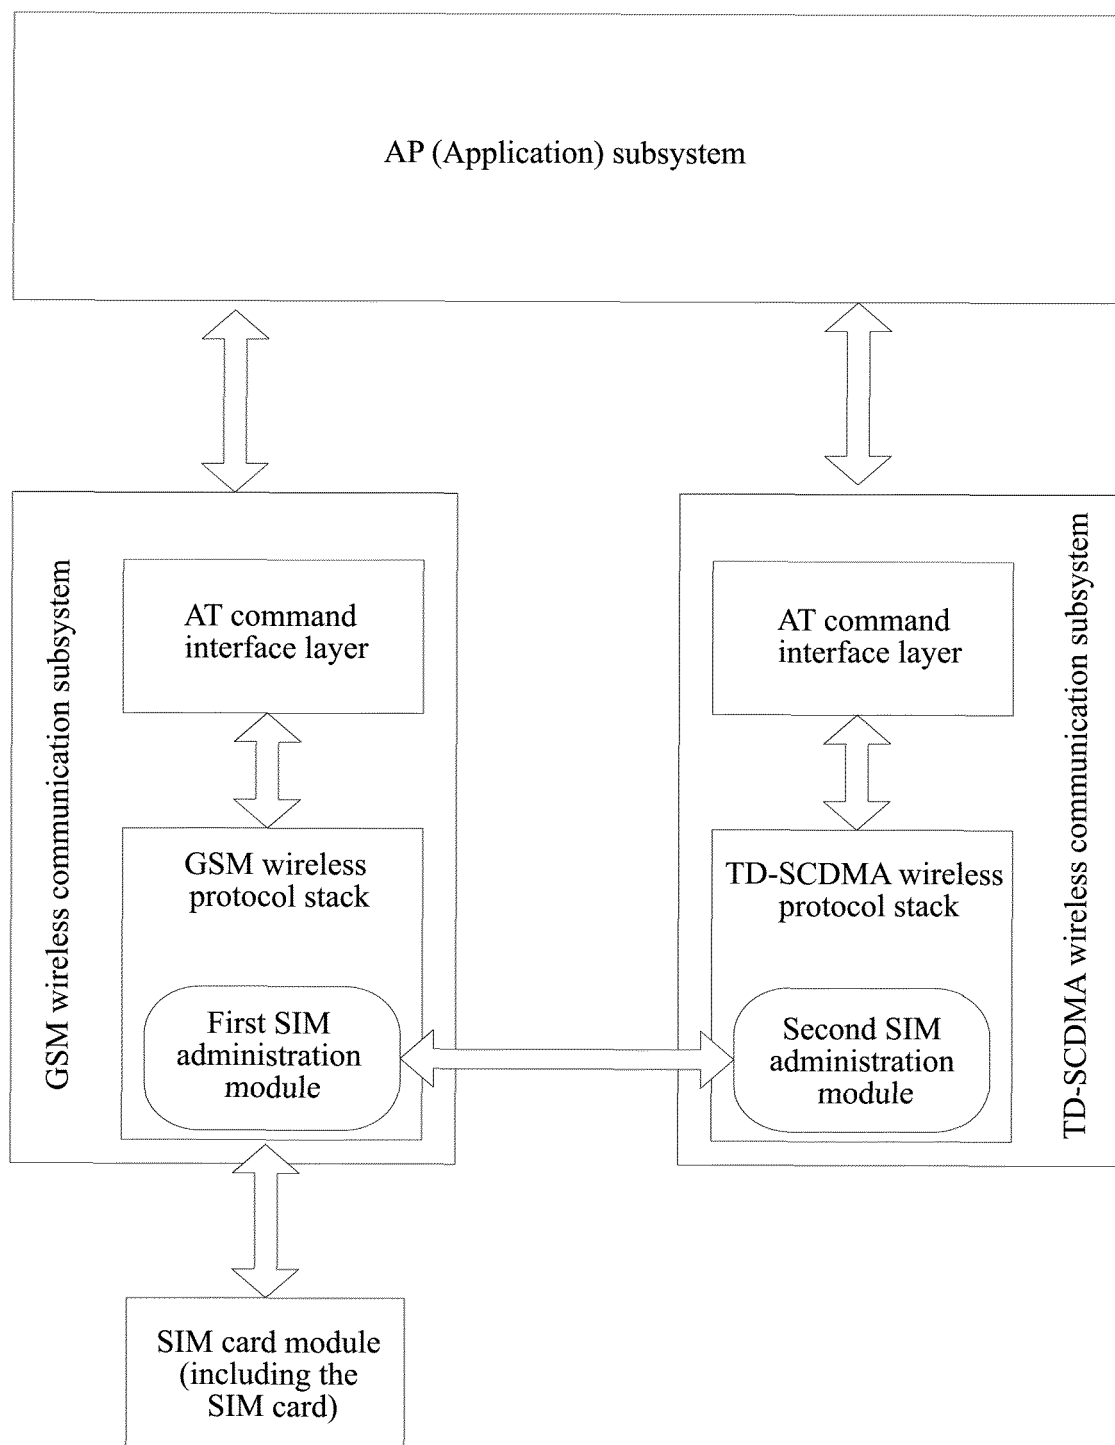 AP (Application) subsystem
GSM wireless communication subsystem
AT command
interface layer
GSM wireless
protocol stack
First SIM
administration
module
AT command
interface layer
TD-SCDMA wireless
protocol stack
Second SIM
administration
module
TD-SCDMA wireless communication subsystem
SIM card module
(including the
SIM card)